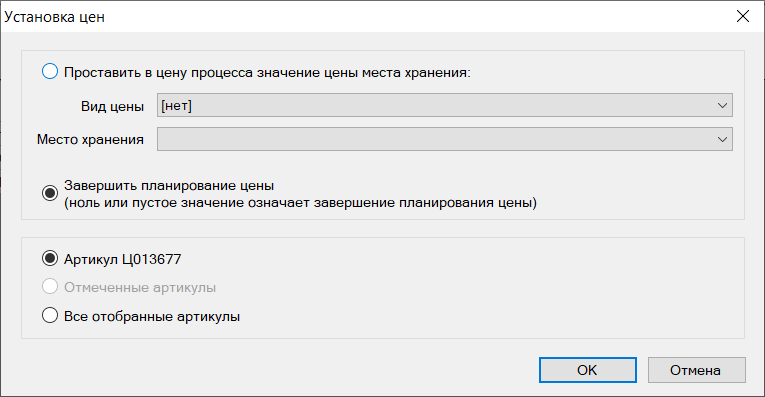 Установка цен
Проставить в цену процесса значение цены места хранения:
Вид цены
[нет]
Место хранения
Завершить планирование цены
(ноль или пустое значение означает завершение планирования цены)
Артикул Ц013677
Отмеченные артикулы
Все отобранные артикулы
OK
Отмена